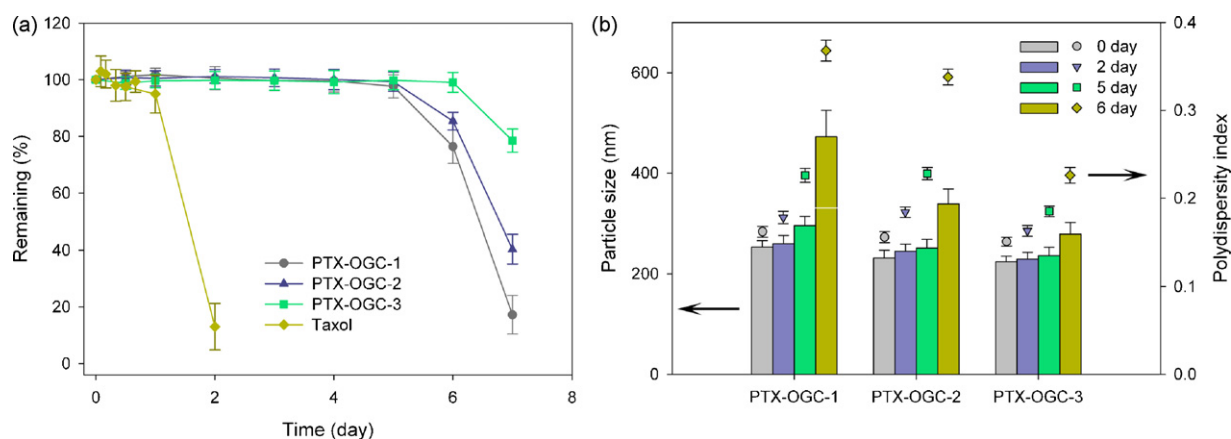 (a)
120
100
80
60
40
20
0
Remaining (%)
PTX-OGC-1
PTX-OGC-2
PTX-OGC-3
Taxol
0 2 4 6 8
Time (day)
(b)
600
400
200
0
Particle size (nm)
0 day
2 day
5 day
6 day
0.4
0.3
0.2
0.1
0.0
Polydispersity index
PTX-OGC-1 PTX-OGC-2 PTX-OGC-3